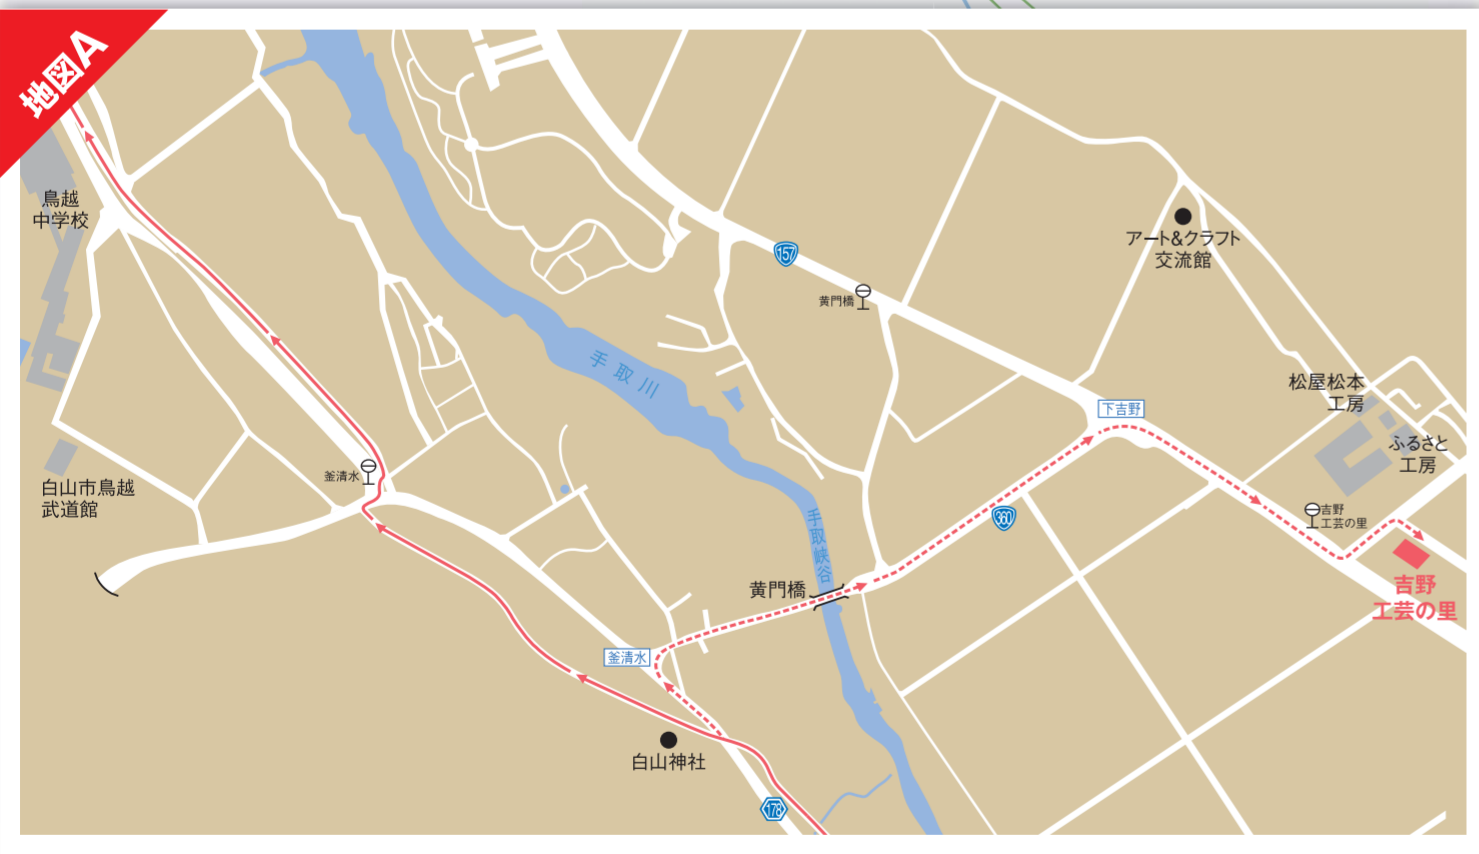 地図A
鳥越
中学校
157
アート&クラフト
交流館
黄門橋
手取川
松屋松本
工房
下吉野
ふるさと
工房
釜清水
白山市鳥越
武道館
手取峡谷
360
吉野
工芸の里
黄門橋
吉野
工芸の里
釜清水
白山神社
178